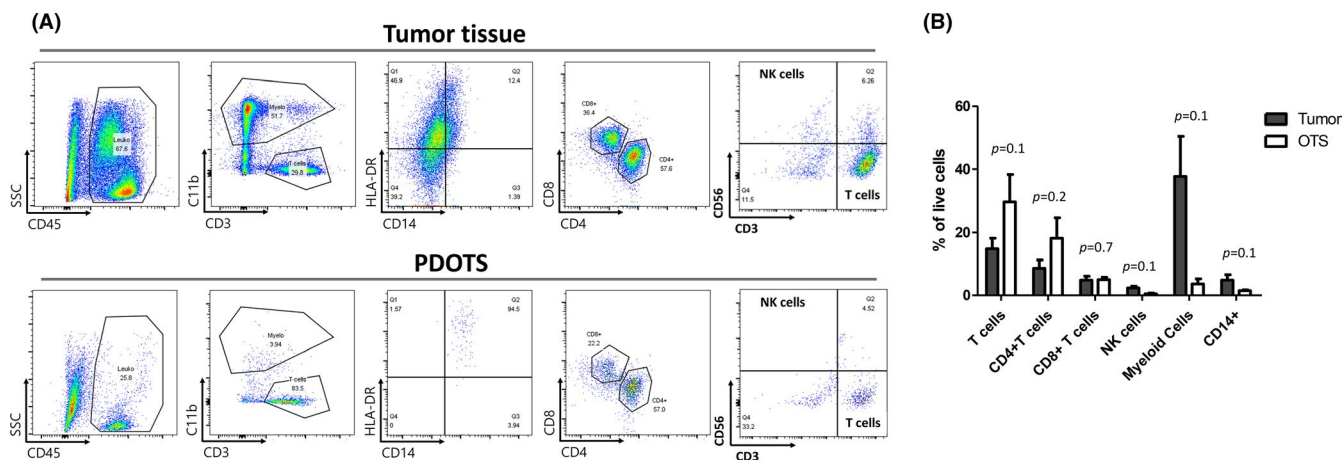 (A)
Tumor tissue
SSC
Leuko
67.6
CD45
C11b
Myelo
51.7
T cells
29.8
CD3
HLA-DR
Q1
46.9
Q2
12.4
Q4
39.2
Q3
1.39
CD14
CD8
CD8+
36.4
CD4+
57.6
CD4
CD56
NK cells
Q2
6.26
Q4
11.5
T cells
CD3
PDOTS
SSC
Leuko
25.8
CD45
C11b
Myelo
3.94
T cells
83.5
CD3
HLA-DR
Q1
1.57
Q2
94.5
Q4
0
Q3
3.94
CD14
CD8
CD8+
22.2
CD4+
57.0
CD4
CD56
NK cells
Q2
4.52
Q4
33.2
T cells
CD3
(B)
% of live cells
60
40
20
0
p=0.1
p=0.2
p=0.7
p=0.1
p=0.1
p=0.1
Tumor
OTS
T cells
CD4+T cells
CD8+ T cells
NK cells
Myeloid Cells
CD14+